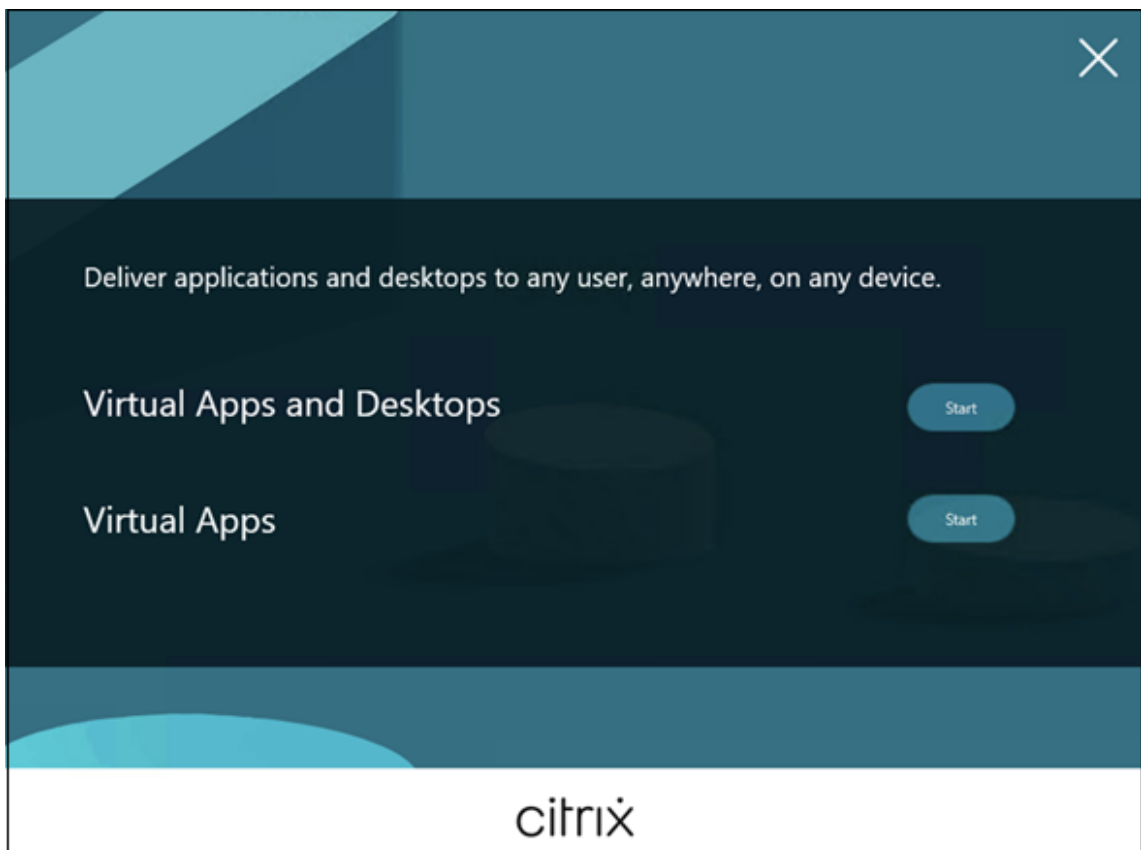 Deliver applications and desktops to any user, anywhere, on any device.
Virtual Apps and Desktops
Start
Virtual Apps
Start
citrix